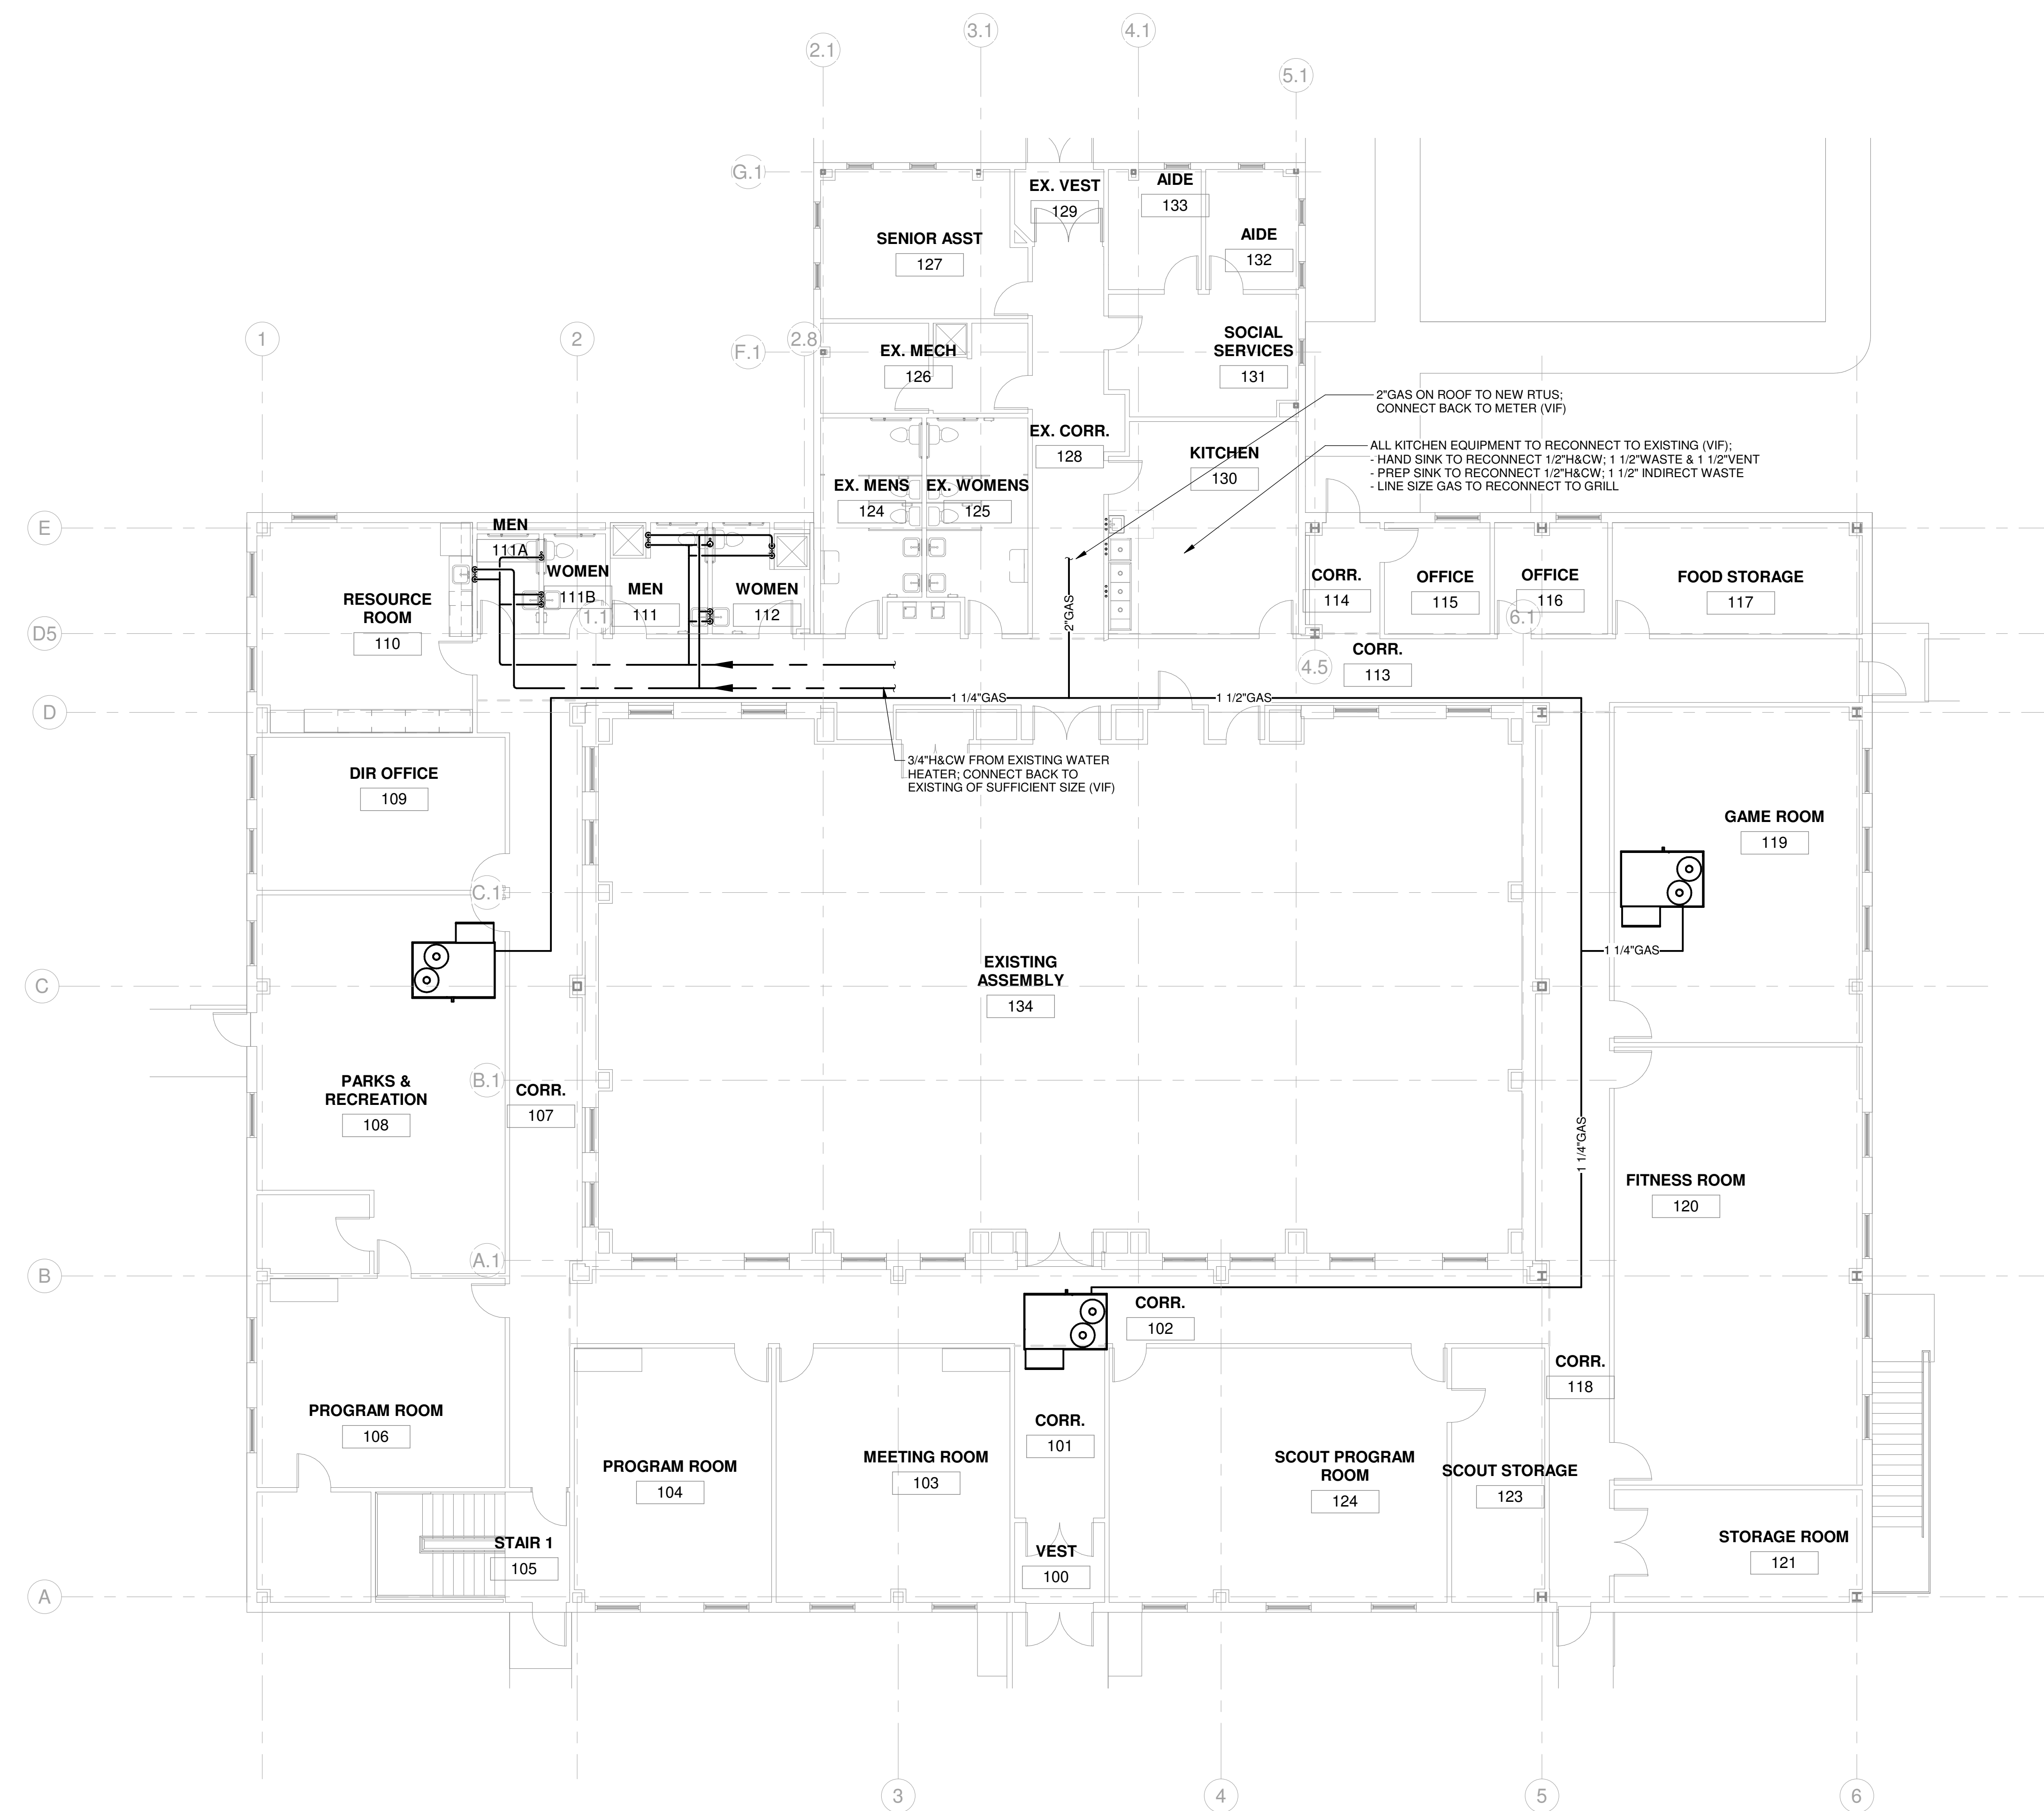 3.1
4.1
2.1
5.1
G.1
EX. VEST
129
AIDE
133
SENIOR ASST
127
AIDE
132
1
2
2.8
F.1
EX. MECH
126
SOCIAL
SERVICES
131
2"GAS ON ROOF TO NEW RTUS;
CONNECT BACK TO METER (VIF)
EX. CORR.
128
KITCHEN
130
ALL KITCHEN EQUIPMENT TO RECONNECT TO EXISTING (VIF);
- HAND SINK TO RECONNECT 1/2"H&CW; 1 1/2"WASTE & 1 1/2"VENT
- PREP SINK TO RECONNECT 1/2"H&CW; 1 1/2" INDIRECT WASTE
- LINE SIZE GAS TO RECONNECT TO GRILL
EX. MENS
124
EX. WOMENS
125
E
MEN
111A
WOMEN
111B
MEN
111
WOMEN
112
1.1
RESOURCE
ROOM
110
2"GAS
CORR.
114
OFFICE
115
OFFICE
116
FOOD STORAGE
117
6.1
D5
4.5
CORR.
113
D
1 1/4"GAS
1 1/2"GAS
3/4"H&CW FROM EXISTING WATER
HEATER; CONNECT BACK TO
EXISTING OF SUFFICIENT SIZE (VIF)
DIR OFFICE
109
GAME ROOM
119
C.1
1 1/4"GAS
C
EXISTING
ASSEMBLY
134
PARKS &
RECREATION
108
B.1
CORR.
107
1 1/4"GAS
FITNESS ROOM
120
A.1
B
CORR.
102
CORR.
118
PROGRAM ROOM
106
CORR.
101
PROGRAM ROOM
104
MEETING ROOM
103
SCOUT PROGRAM
ROOM
124
SCOUT STORAGE
123
STAIR 1
105
VEST
100
STORAGE ROOM
121
A
3
4
5
6